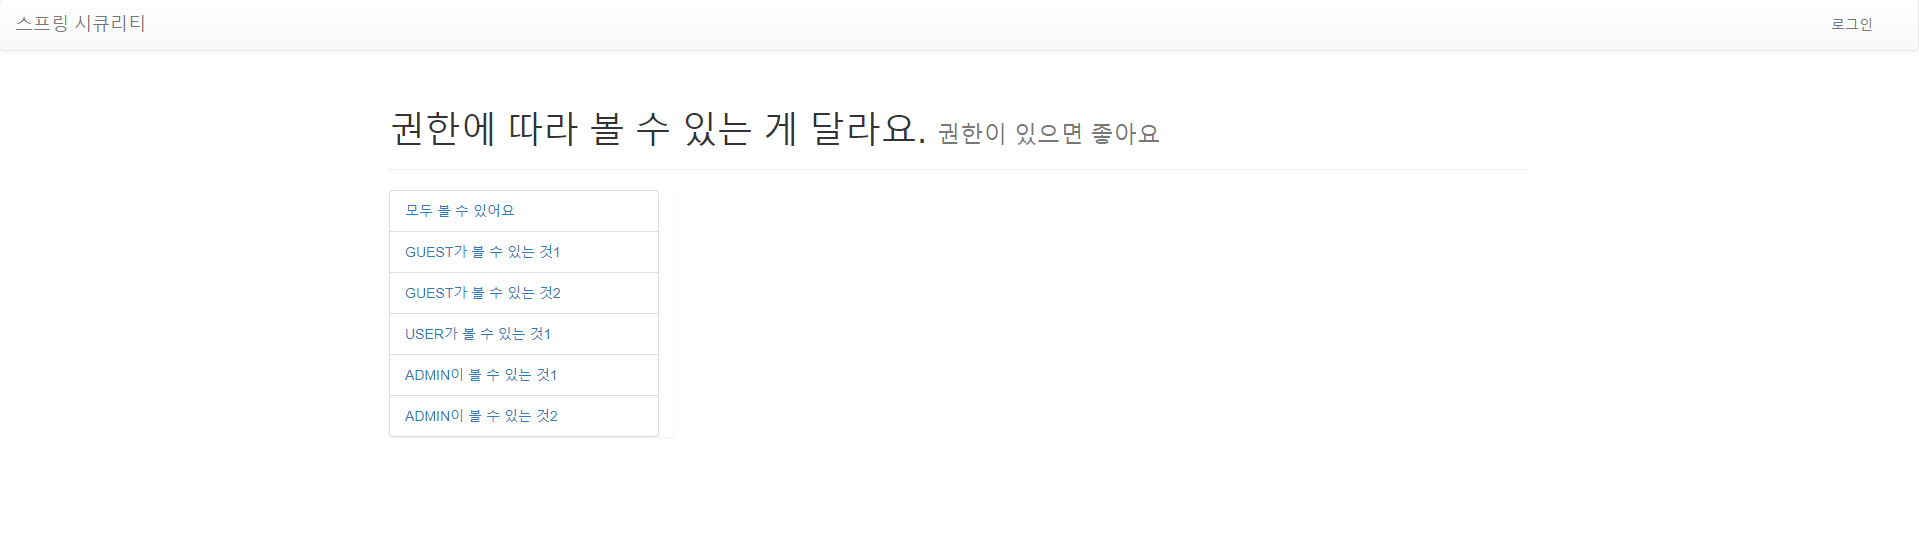 스프링 시큐리티 로그인
권한에 따라 볼 수 있는 게 달라요. 권한이 있으면 좋아요
모두 볼 수 있어요
GUEST가 볼 수 있는 것1
GUEST가 볼 수 있는 것2
USER가 볼 수 있는 것1
ADMIN이 볼 수 있는 것1
ADMIN이 볼 수 있는 것2